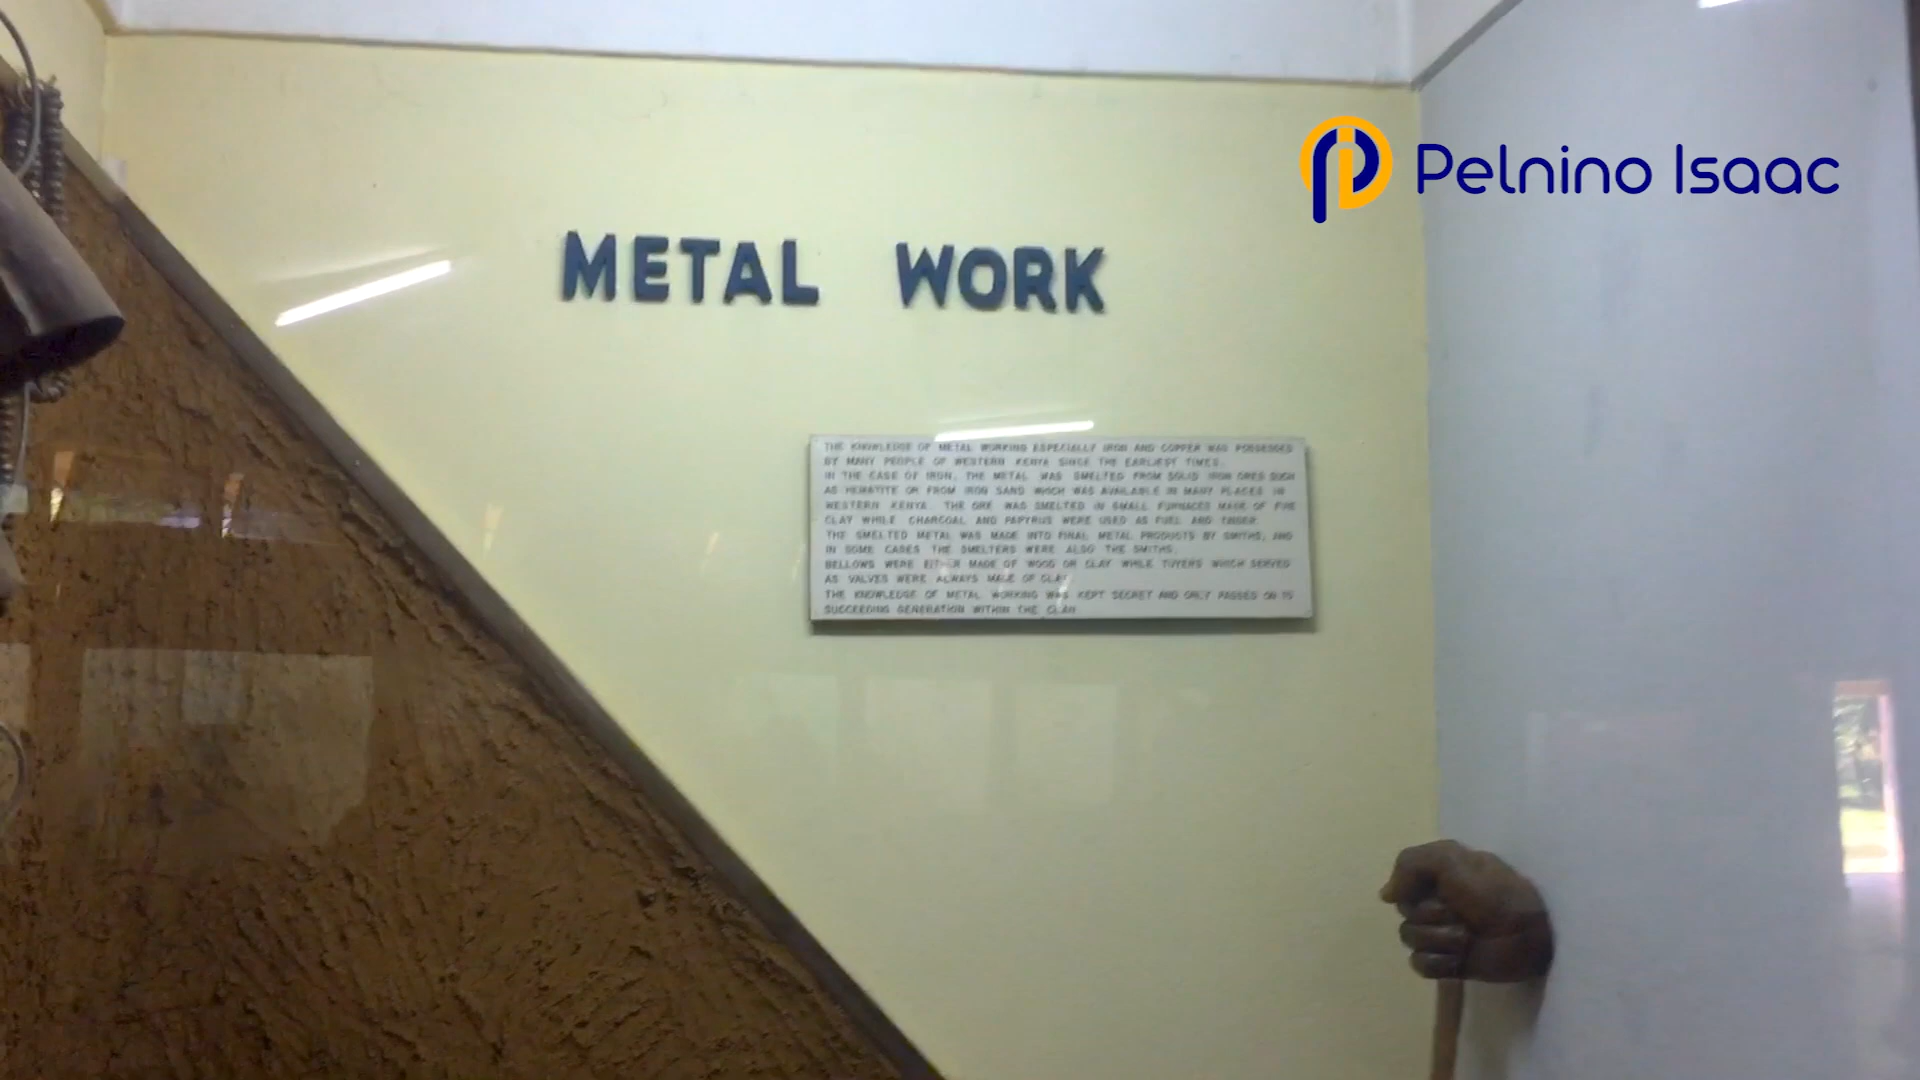 Pelnino Isaac
METAL WORK
THE KNOWLEDGE OF METAL WORKING ESPECIALLY IRON AND COPPER WAS POSSESSED
BY MANY PEOPLE OF WESTERN KENYA SINCE THE EARLIEST TIMES.
IN THE CASE OF IRON, THE METAL WAS SMELTED FROM SOLID IRON ORES SUCH
AS HEMATITE OR FROM IRON SAND WHICH WAS AVAILABLE IN MANY PLACES IN
WESTERN KENYA. THE ORE WAS SMELTED IN SMALL FURNACES MADE OF FIRE
CLAY WHILE CHARCOAL AND PAPYRUS WERE USED AS FUEL AND TINDER
THE SMELTED METAL WAS MADE INTO FINAL METAL PRODUCTS BY SMITHS, AND
IN SOME CASES THE SMELTERS WERE ALSO THE SMITHS.
BELLOWS WERE EITHER MADE OF WOOD OR CLAY WHILE TUYERS WHICH SERVED
AS VALVES WERE ALWAYS MADE OF CLAY
THE KNOWLEDGE OF METAL WORKING WAS KEPT SECRET AND ONLY PASSED ON TO
SUCCEEDING GENERATION WITHIN THE CLAN.